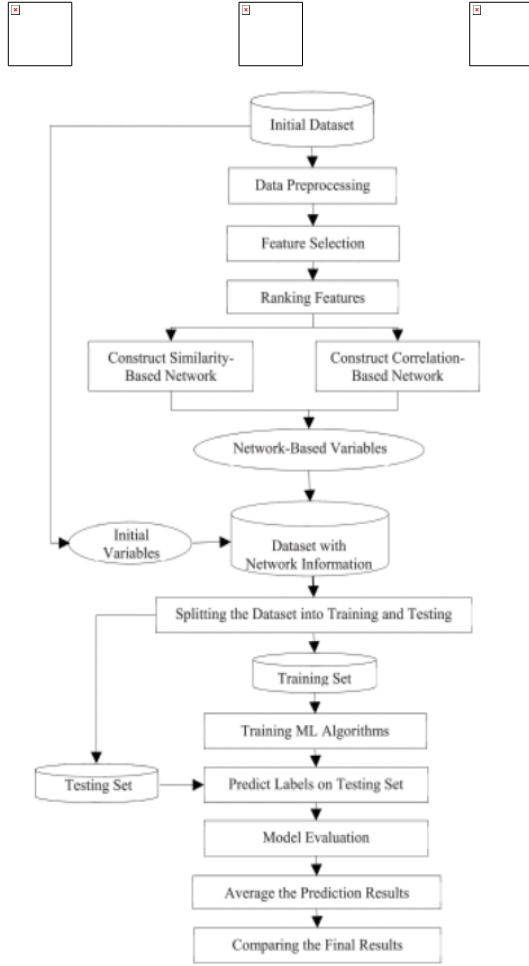 Initial Dataset
Data Preprocessing
Feature Selection
Ranking Features
Construct Similarity-
Based Network
Construct Correlation-
Based Network
Network-Based Variables
Initial
Variables
Dataset with
Network Information
Splitting the Dataset into Training and Testing
Training Set
Training ML Algorithms
Testing Set
Predict Labels on Testing Set
Model Evaluation
Average the Prediction Results
Comparing the Final Results